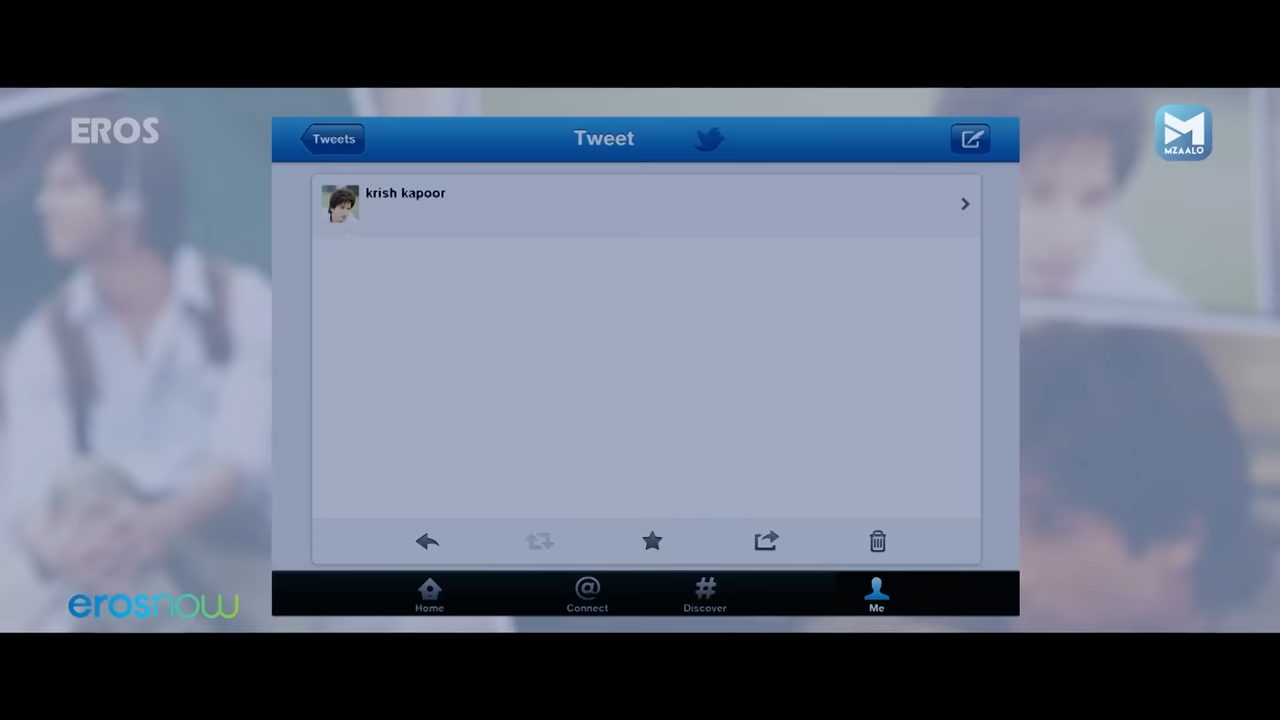 EROS
Tweets
Tweet
MZAALO
krish kapoor
Home
@
Connect
#
Discover
Me
erosnow